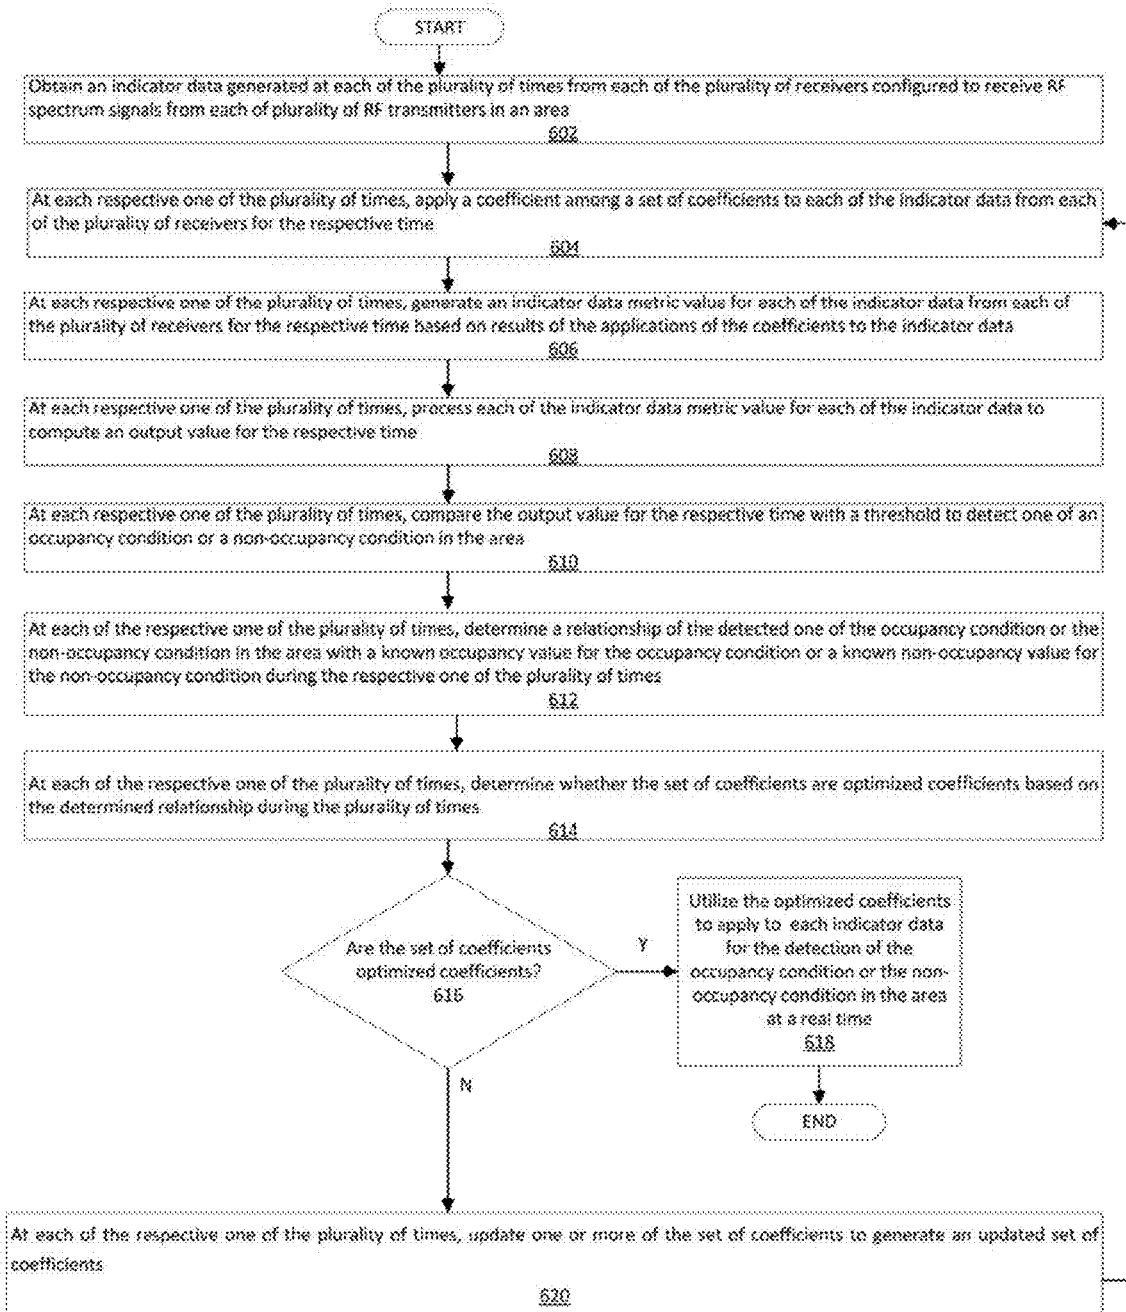 START
Obtain an indicator data generated at each of the plurality of times from each of the plurality of receivers configured to receive RF
spectrum signals from each of plurality of RF transmitters in an area
602
At each respective one of the plurality of times, apply a coefficient among a set of coefficients to each of the indicator data from each
of the plurality of receivers for the respective time
604
At each respective one of the plurality of times, generate an indicator data metric value for each of the indicator data from each of
the plurality of receivers for the respective time based on results of the applications of the coefficients to the indicator data
606
At each respective one of the plurality of times, process each of the indicator data metric value for each of the indicator data to
compute an output value for the respective time
608
At each respective one of the plurality of times, compare the output value for the respective time with a threshold to detect one of an
occupancy condition or a non-occupancy condition in the area
610
At each of the respective one of the plurality of times, determine a relationship of the detected one of the occupancy condition or the
non-occupancy condition in the area with a known occupancy value for the occupancy condition or a known non-occupancy value for
the non-occupancy condition during the respective one of the plurality of times
612
At each of the respective one of the plurality of times, determine whether the set of coefficients are optimized coefficients based on
the determined relationship during the plurality of times
614
Are the set of coefficients
optimized coefficients?
616
Y
Utilize the optimized coefficients
to apply to each indicator data
for the detection of the
occupancy condition or the non-
occupancy condition in the area
at a real time
618
N
END
At each of the respective one of the plurality of times, update one or more of the set of coefficients to generate an updated set of
coefficients
620